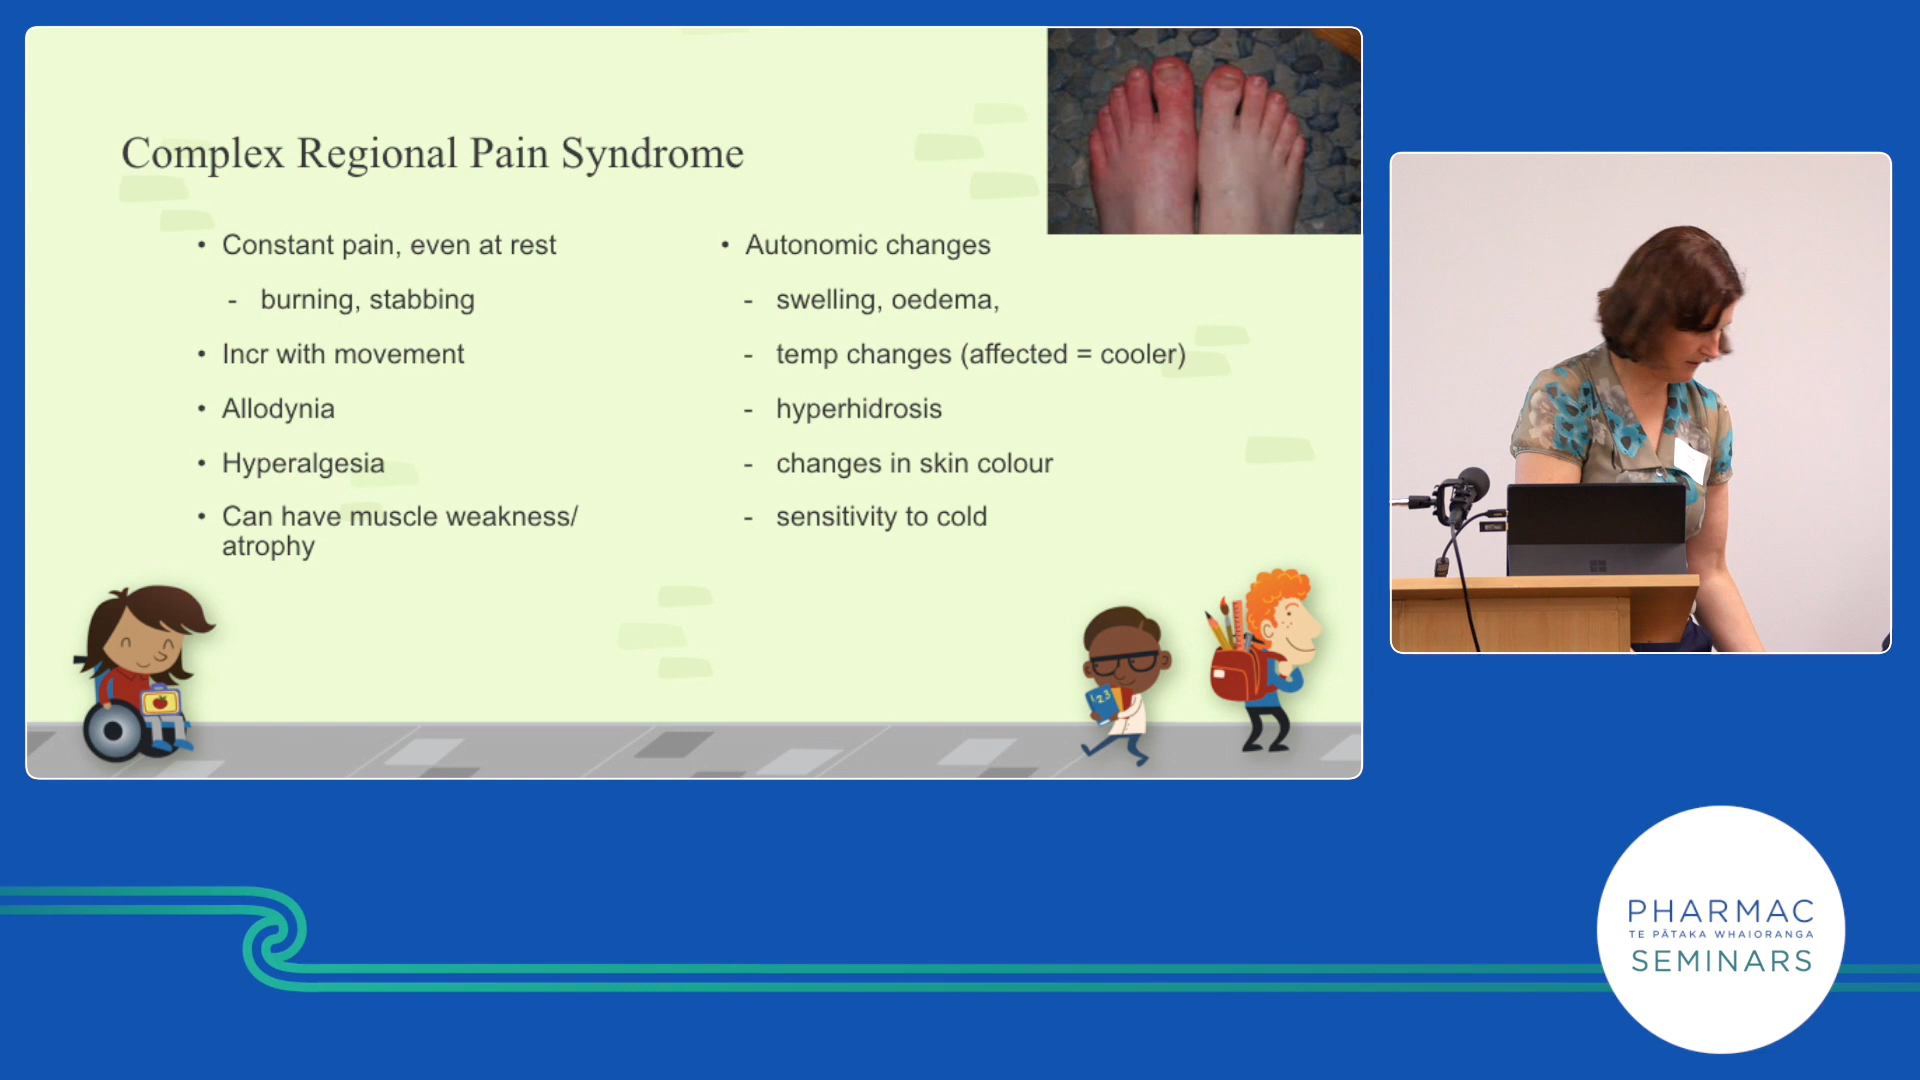 Complex Regional Pain Syndrome
• Constant pain, even at rest
- burning, stabbing
• Incr with movement
• Allodynia
• Hyperalgesia
• Can have muscle weakness/
atrophy
• Autonomic changes
- swelling, oedema,
- temp changes (affected = cooler)
- hyperhidrosis
- changes in skin colour
- sensitivity to cold
123
PHARMAC
TE PĀTAKA WHAIORANGA
SEMINARS